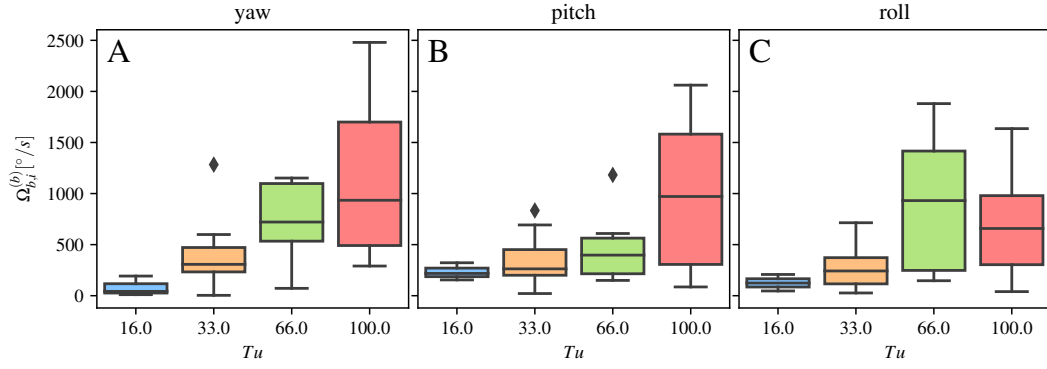 yaw pitch roll
A B C
2500
2000
1500
1000
500
0
Ω_{b,i}^{(b)} [°/s]
16.0 33.0 66.0 100.0 16.0 33.0 66.0 100.0 16.0 33.0 66.0 100.0
Tu Tu Tu